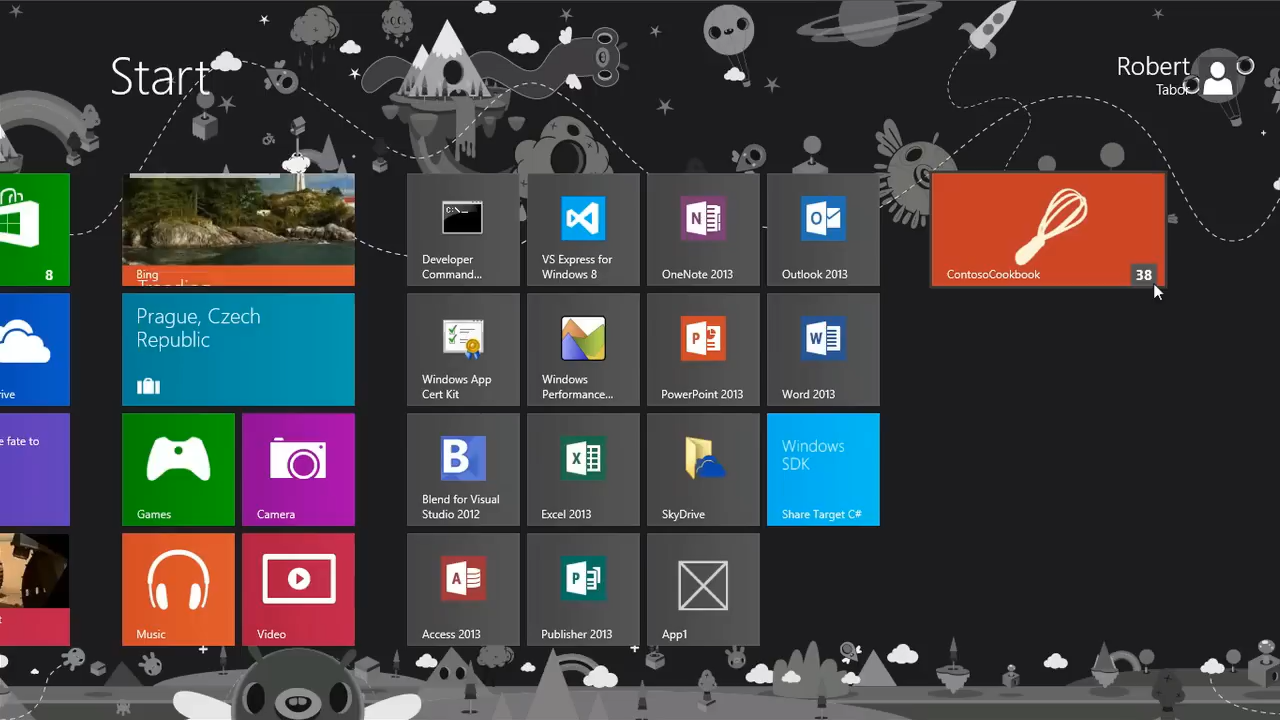 Start
Robert
Tabor
8
rive
e fate to
t
Bing
Trending
Prague, Czech
Republic
Games
Camera
Music
Video
C:\_
Developer
Command...
VS Express for
Windows 8
N
OneNote 2013
O
Outlook 2013
Windows App
Cert Kit
Windows
Performance...
P
PowerPoint 2013
W
Word 2013
B
Blend for Visual
Studio 2012
X
Excel 2013
SkyDrive
Windows
SDK
Share Target C#
A
Access 2013
P
Publisher 2013
App1
ContosoCookbook
38